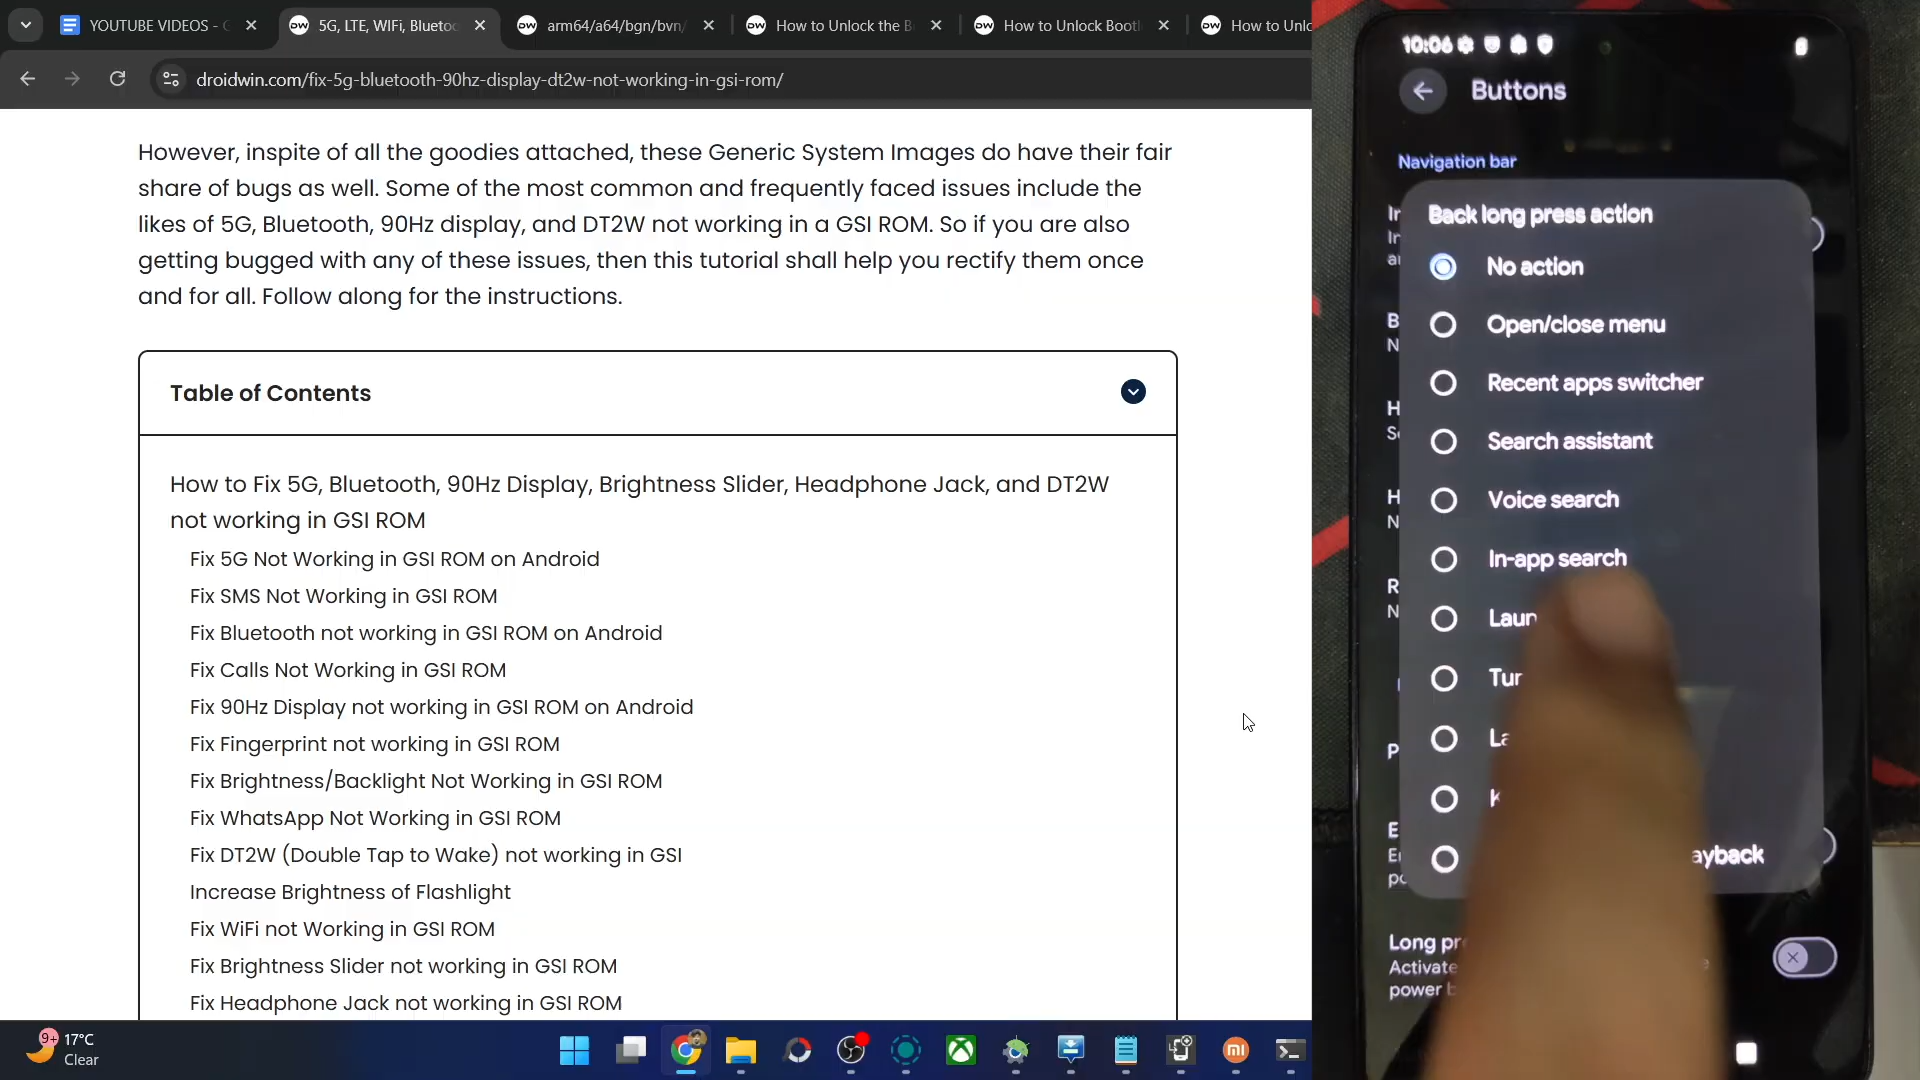 YOUTUBE VIDEOS -
5G, LTE, WIFi, Bluetoo
arm64/a64/bgn/bvn/
How to Unlock the B
How to Unlock Bootl
How to Unlo
droidwin.com/fix-5g-bluetooth-90hz-display-dt2w-not-working-in-gsi-rom/
However, inspite of all the goodies attached, these Generic System Images do have their fair
share of bugs as well. Some of the most common and frequently faced issues include the
likes of 5G, Bluetooth, 90Hz display, and DT2W not working in a GSI ROM. So if you are also
getting bugged with any of these issues, then this tutorial shall help you rectify them once
and for all. Follow along for the instructions.
Table of Contents
How to Fix 5G, Bluetooth, 90Hz Display, Brightness Slider, Headphone Jack, and DT2W
not working in GSI ROM
Fix 5G Not Working in GSI ROM on Android
Fix SMS Not Working in GSI ROM
Fix Bluetooth not working in GSI ROM on Android
Fix Calls Not Working in GSI ROM
Fix 90Hz Display not working in GSI ROM on Android
Fix Fingerprint not working in GSI ROM
Fix Brightness/Backlight Not Working in GSI ROM
Fix WhatsApp Not Working in GSI ROM
Fix DT2W (Double Tap to Wake) not working in GSI
Increase Brightness of Flashlight
Fix WiFi not Working in GSI ROM
Fix Brightness Slider not working in GSI ROM
Fix Headphone Jack not working in GSI ROM
9+
17°C
Clear
10:06
Buttons
Navigation bar
Back long press action
No action
Open/close menu
Recent apps switcher
Search assistant
Voice search
In-app search
Laun
Tur
La
K
ayback
Long pre
Activate
power b